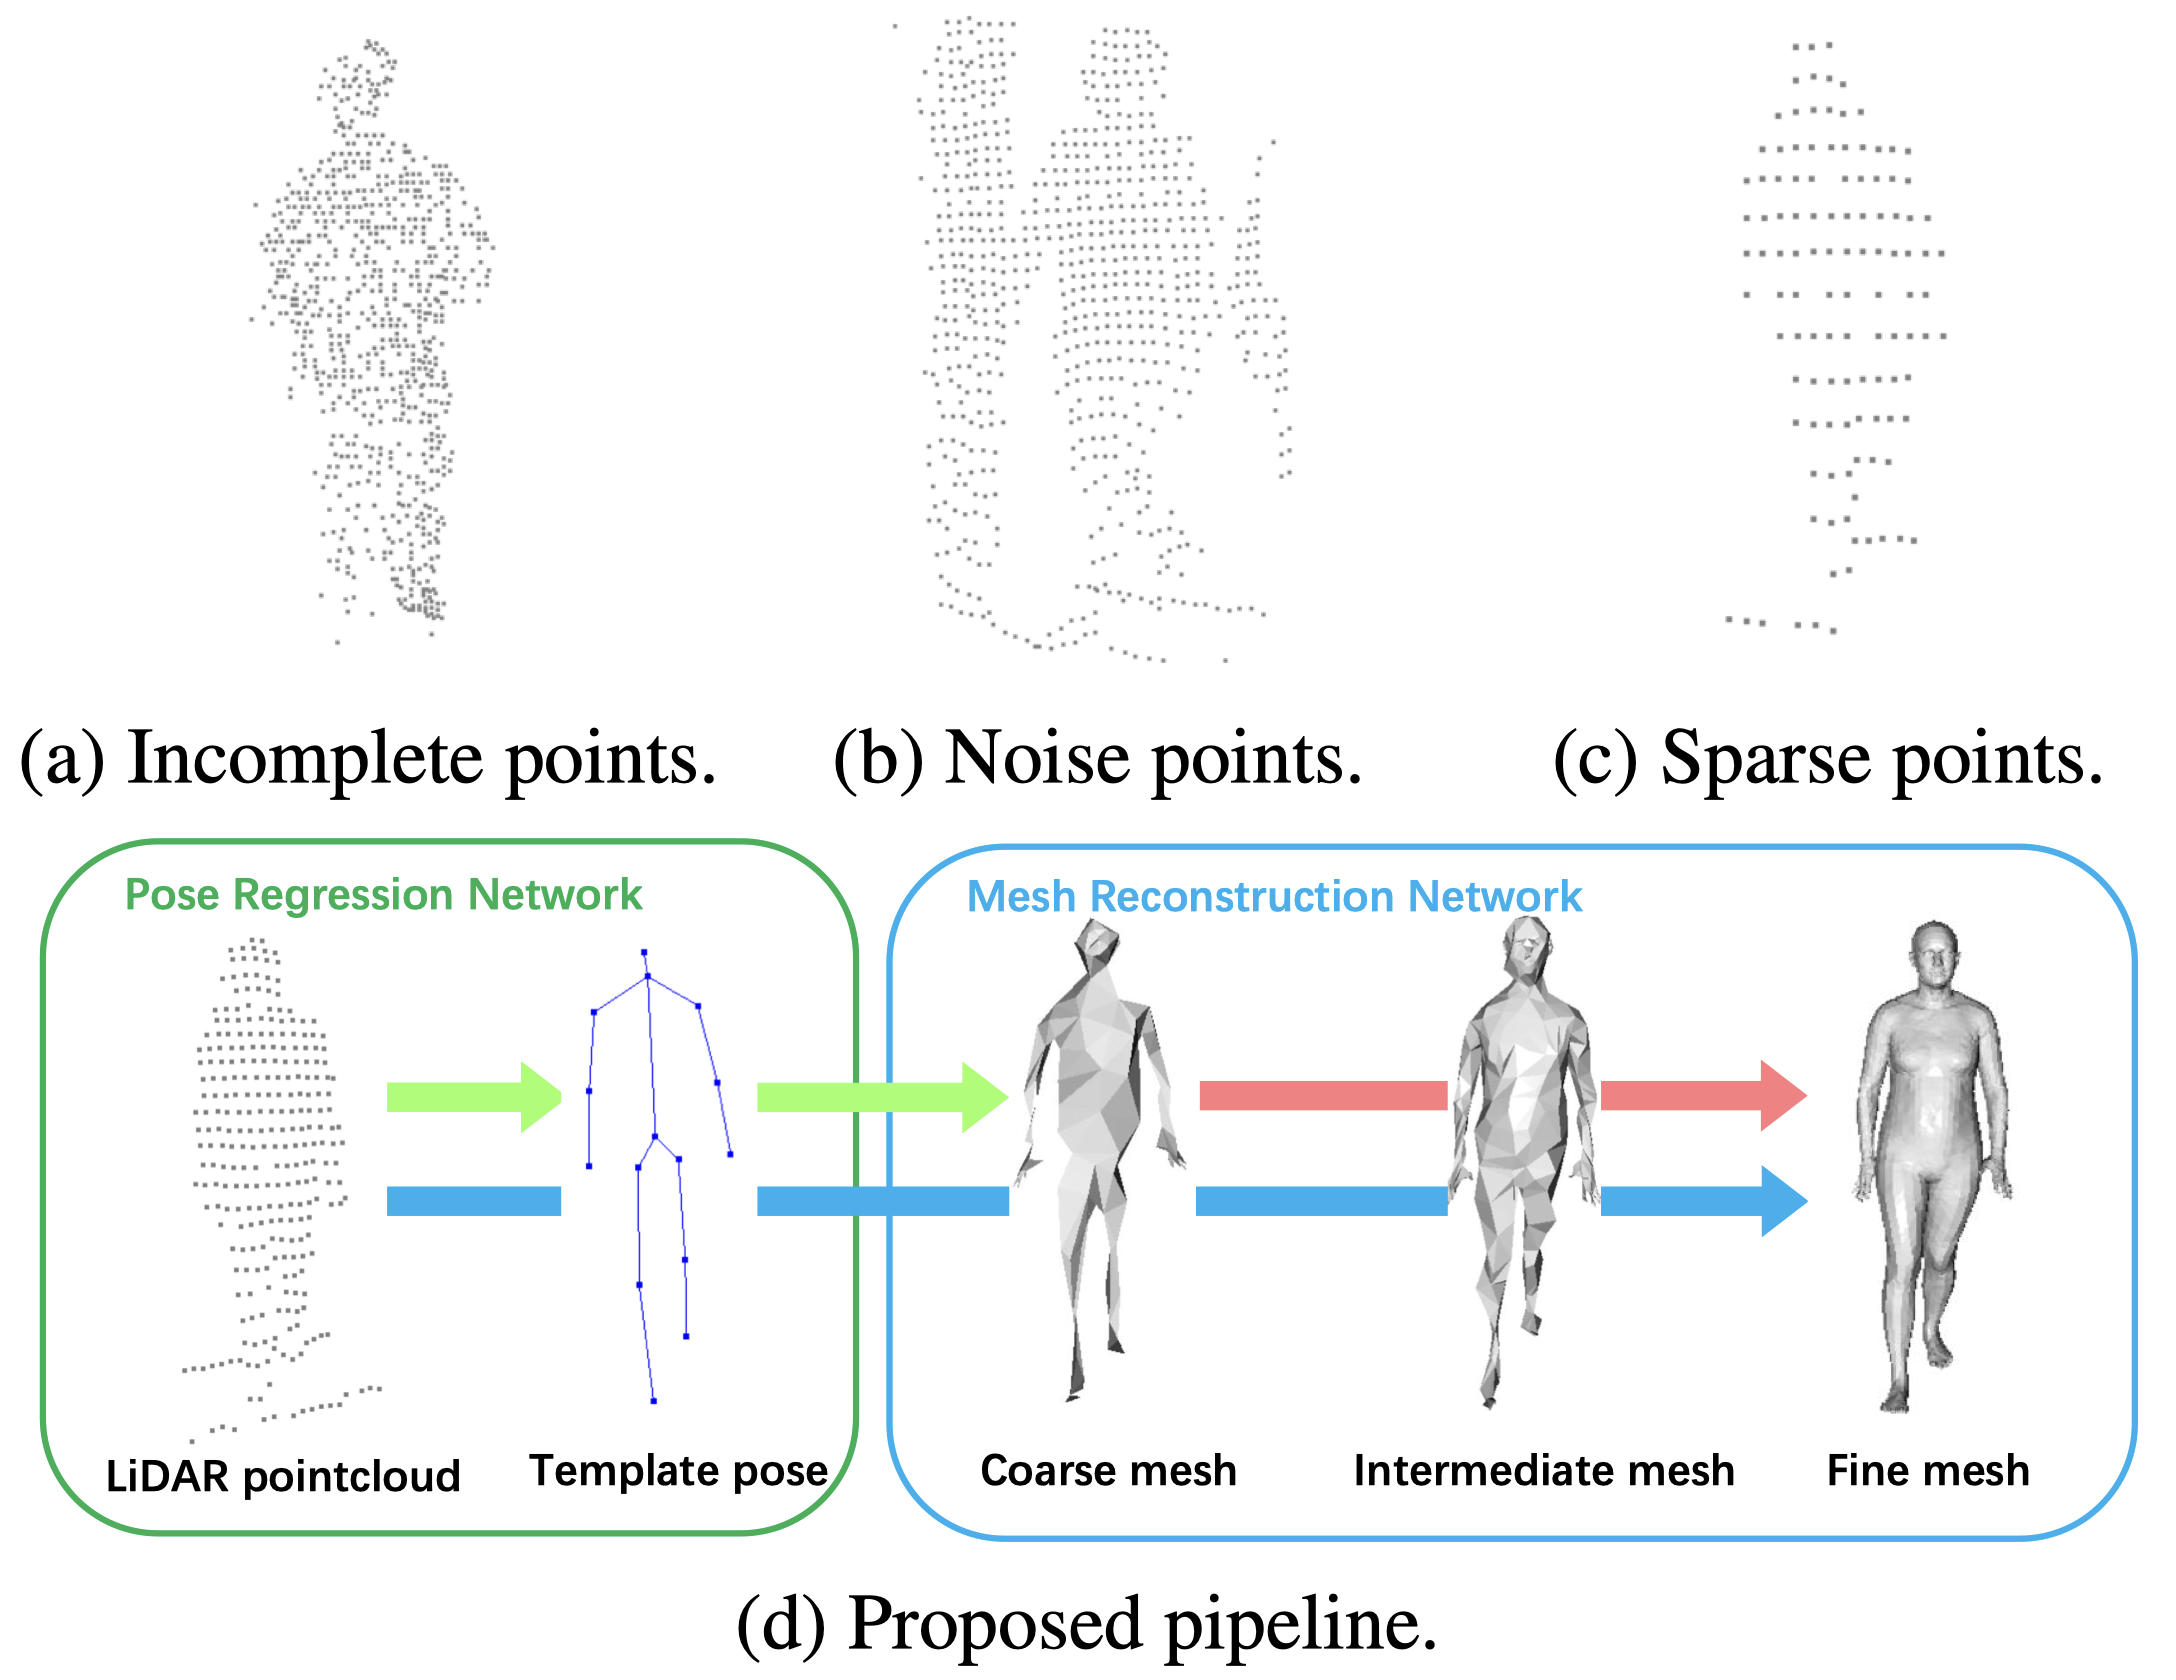 (a) Incomplete points.
(b) Noise points.
(c) Sparse points.
Pose Regression Network
Mesh Reconstruction Network
LiDAR pointcloud
Template pose
Coarse mesh
Intermediate mesh
Fine mesh
(d) Proposed pipeline.